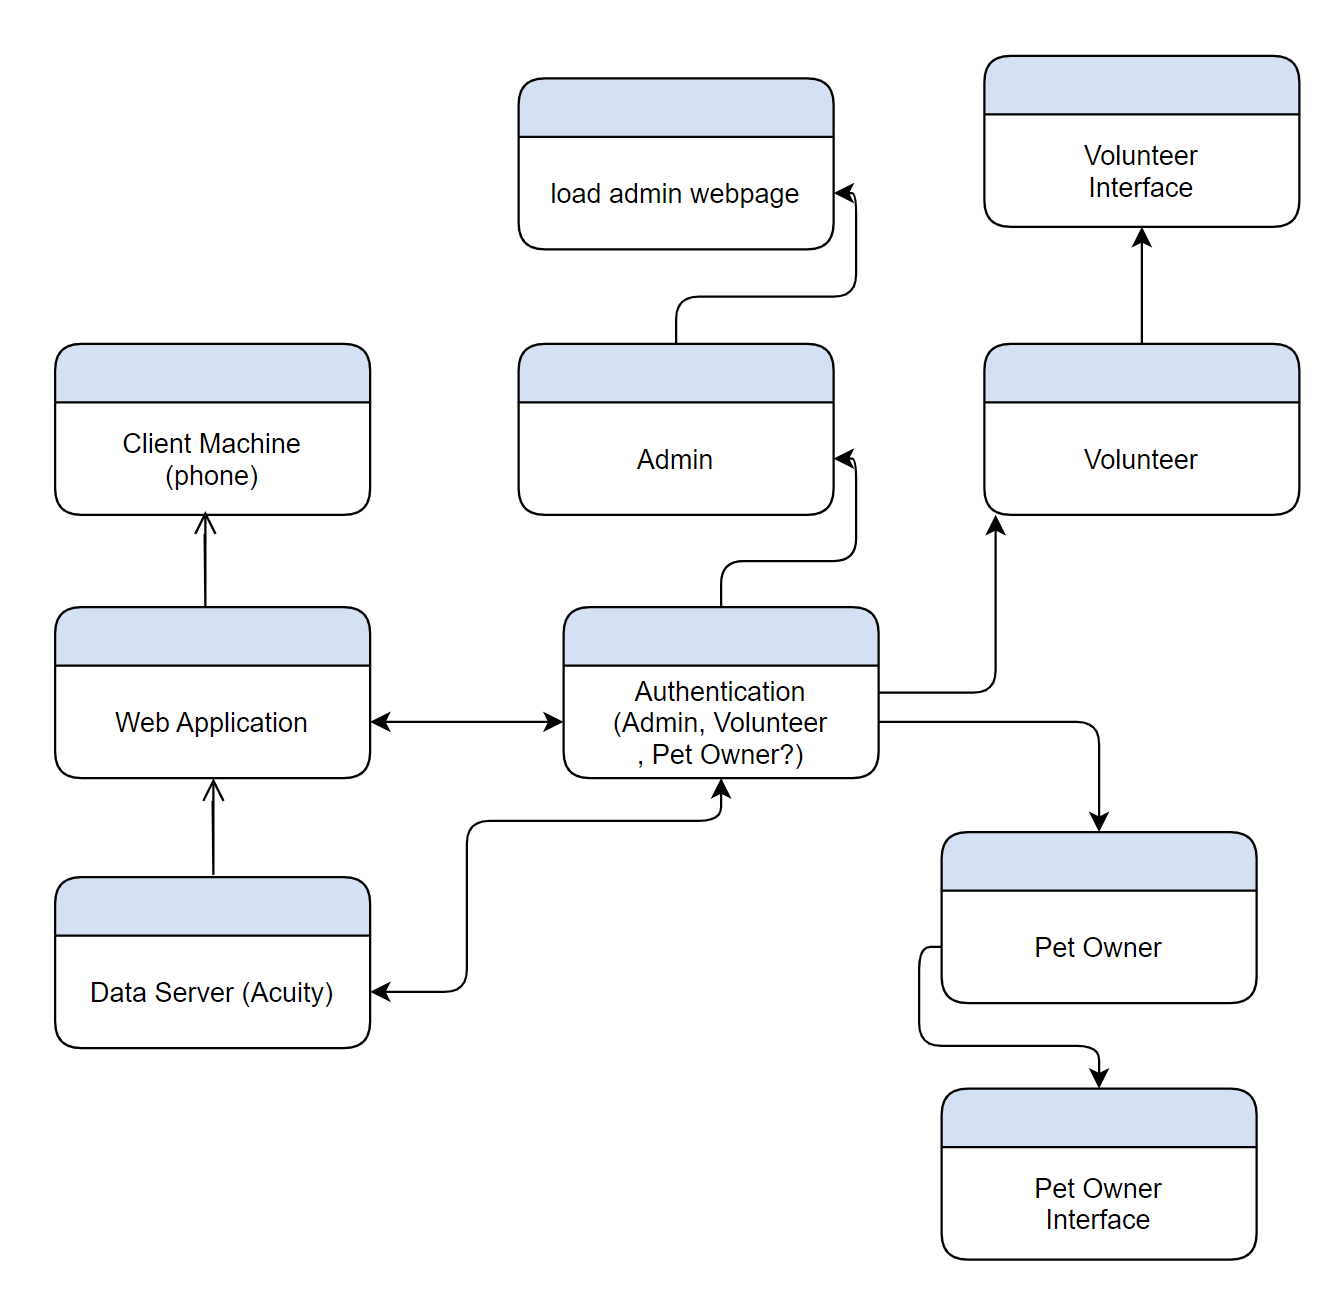 Volunteer
Interface
load admin webpage
Client Machine
(phone)
Admin
Volunteer
Web Application
Authentication
(Admin, Volunteer
, Pet Owner?)
Pet Owner
Data Server (Acuity)
Pet Owner
Interface